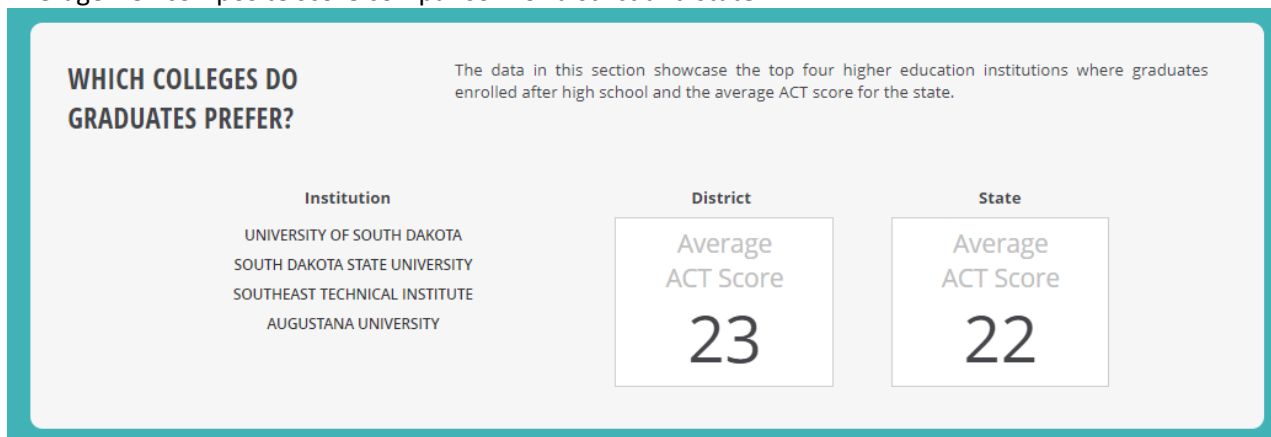 WHICH COLLEGES DO
GRADUATES PREFER?
The data in this section showcase the top four higher education institutions where graduates
enrolled after high school and the average ACT score for the state.
Institution
UNIVERSITY OF SOUTH DAKOTA
SOUTH DAKOTA STATE UNIVERSITY
SOUTHEAST TECHNICAL INSTITUTE
AUGUSTANA UNIVERSITY
District
Average
ACT Score
23
State
Average
ACT Score
22